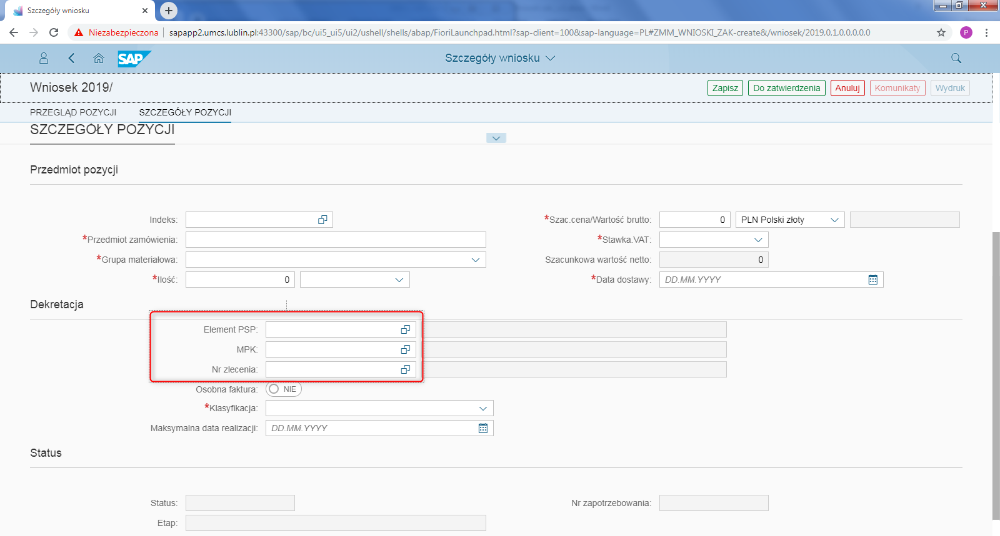 Szczegóły wniosku
Niezabezpieczona
sapapp2.umcs.lublin.pl:43300/sap/bc/ui5_ui5/ui2/ushell/shells/abap/FioriLaunchpad.html?sap-client=100&sap-language=PL#ZMM_WNIOSKI_ZAK-create&/wniosek/2019,0,1,0,0,0,0,0
P
SAP
Szczegóły wniosku
Wniosek 2019/
Zapisz
Do zatwierdzenia
Anuluj
Komunikaty
Wydruk
PRZEGLĄD POZYCJI
SZCZEGÓŁY POZYCJI
SZCZEGÓŁY POZYCJI
Przedmiot pozycji
Indeks:
*Szac.cena/Wartość brutto: 0 PLN Polski złoty
*Przedmiot zamówienia:
*Stawka.VAT:
*Grupa materiałowa:
Szacunkowa wartość netto: 0
*Ilość: 0
*Data dostawy: DD.MM.YYYY
Dekretacja
Element PSP:
MPK:
Nr zlecenia:
Osobna faktura: NIE
*Klasyfikacja:
Maksymalna data realizacji: DD.MM.YYYY
Status
Status:
Nr zapotrzebowania:
Etap: